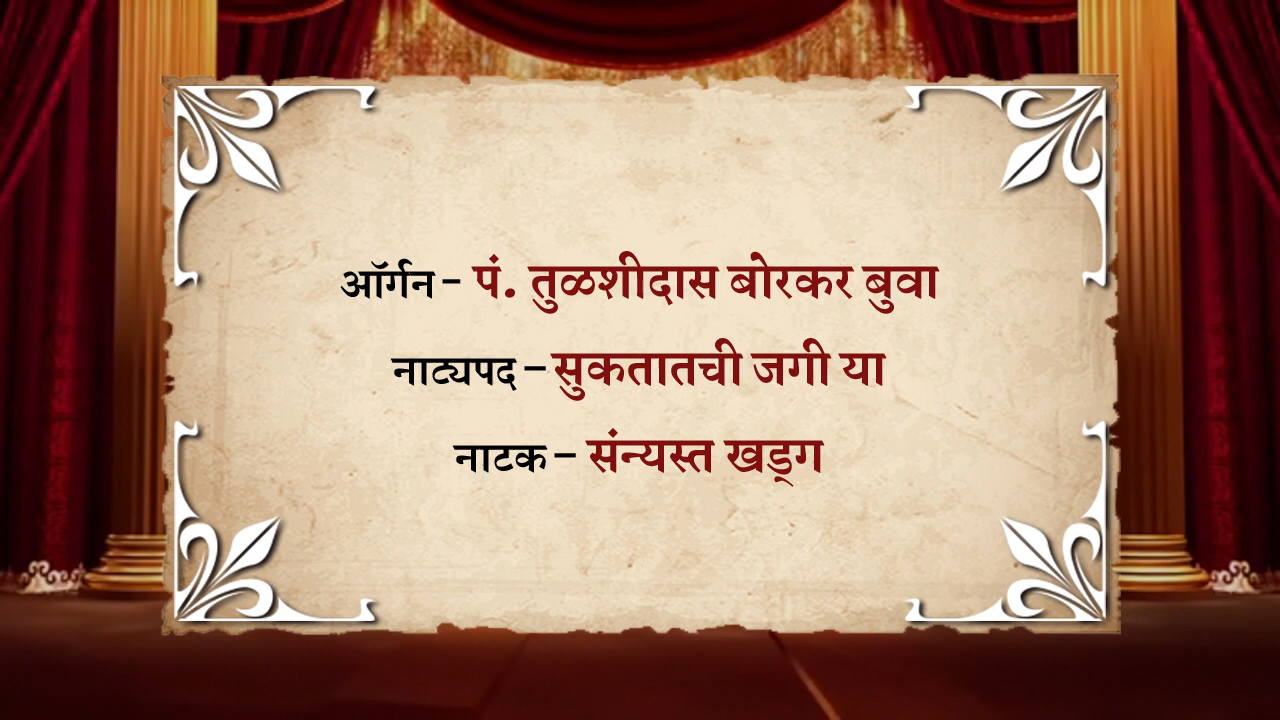 ऑर्गन - पं. तुळशीदास बोरकर बुवा
नाट्यपद - सुकतातची जगी या
नाटक - संन्यस्त खड्‌ग